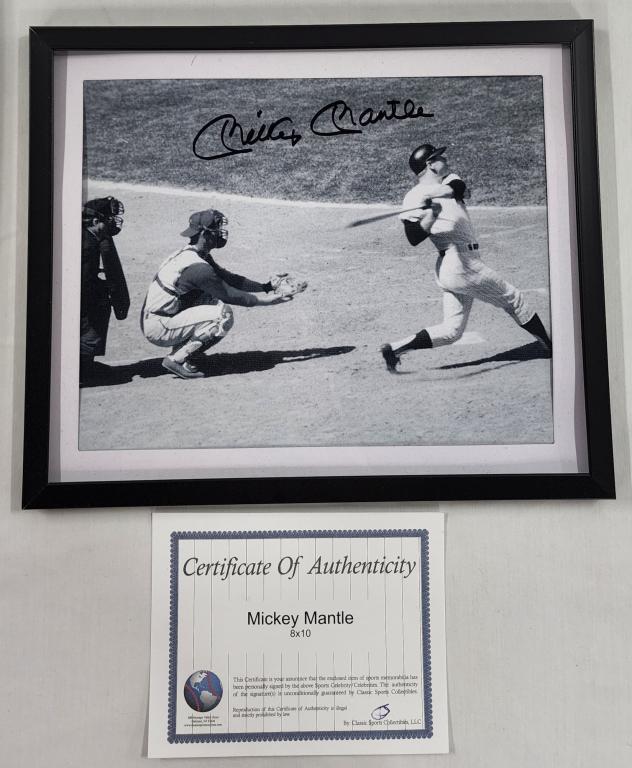 Mickey Mantle
Certificate Of Authenticity
Mickey Mantle
8x10
This Certificate is your assurance that the enclosed item of sports memorabilia has
been personally signed by the above Sports Celebrity/Celebrities. The authenticity
of the signature(s) is unconditionally guaranteed by Classic Sports Collectibles.
Reproduction of this Certificate of Authenticity is illegal
and strictly prohibited by law
By: Classic Sports Collectibles, LLC